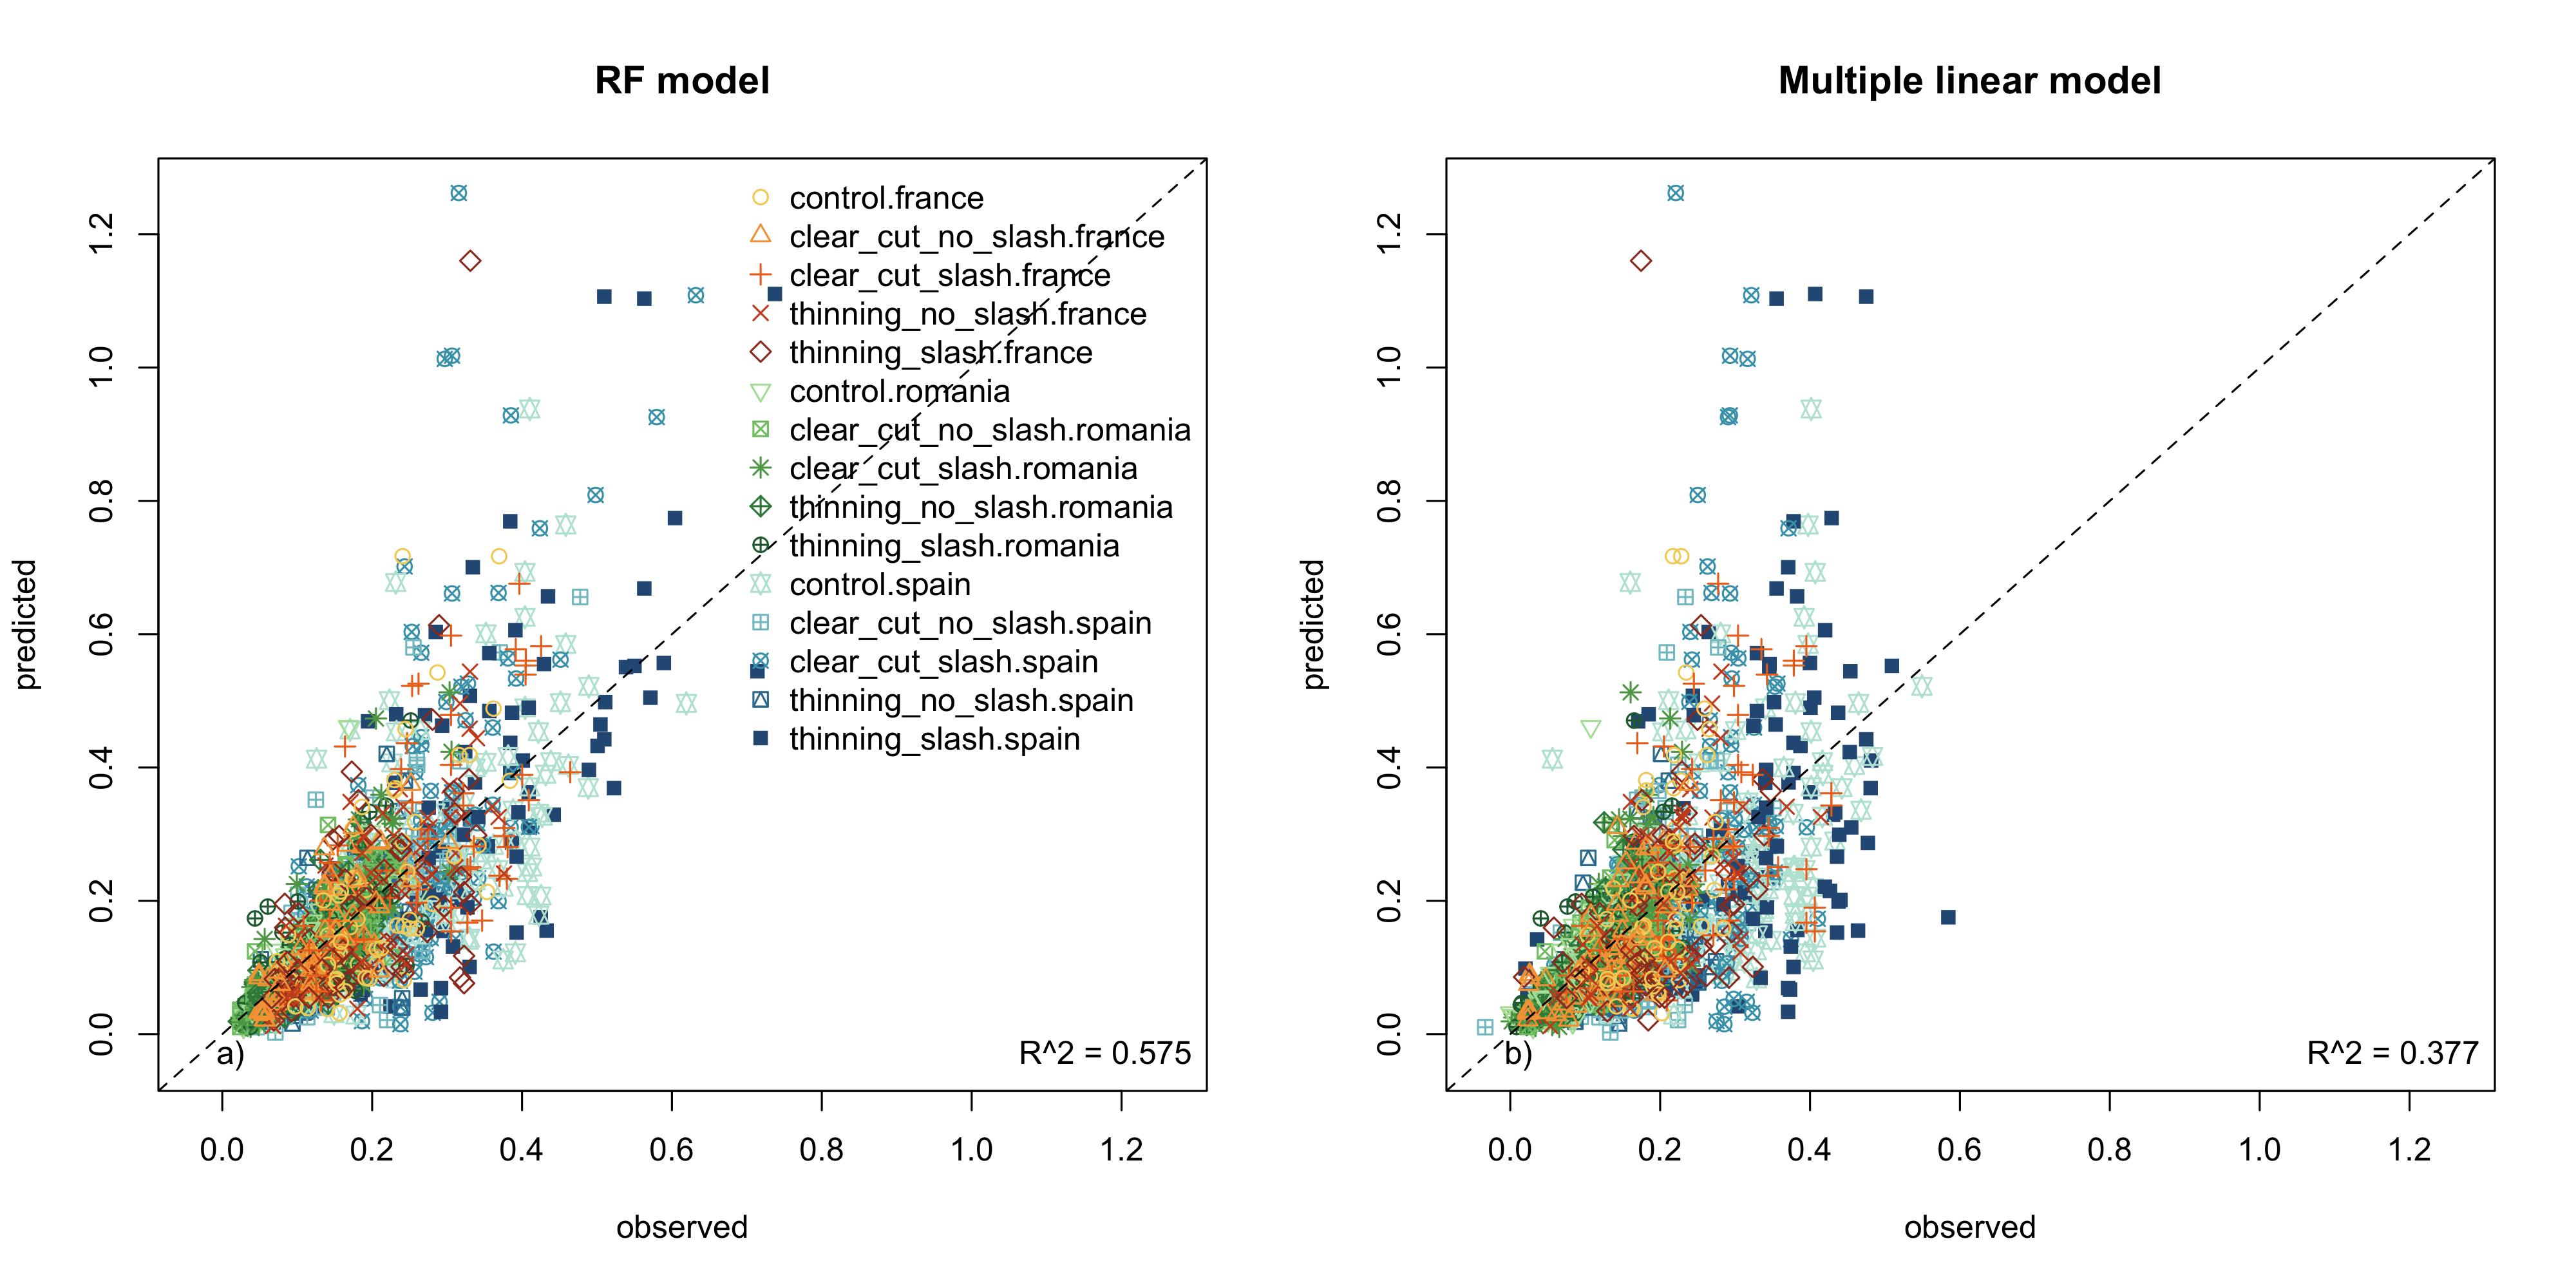 RF model
predicted
1.2
1.0
0.8
0.6
0.4
0.2
0.0
control.france
clear_cut_no_slash.france
clear_cut_slash.france
thinning_no_slash.france
thinning_slash.france
control.romania
clear_cut_no_slash.romania
clear_cut_slash.romania
thinning_no_slash.romania
thinning_slash.romania
control.spain
clear_cut_no_slash.spain
clear_cut_slash.spain
thinning_no_slash.spain
thinning_slash.spain
a)
R^2 = 0.575
0.0 0.2 0.4 0.6 0.8 1.0 1.2
observed
Multiple linear model
predicted
1.2
1.0
0.8
0.6
0.4
0.2
0.0
b)
R^2 = 0.377
0.0 0.2 0.4 0.6 0.8 1.0 1.2
observed